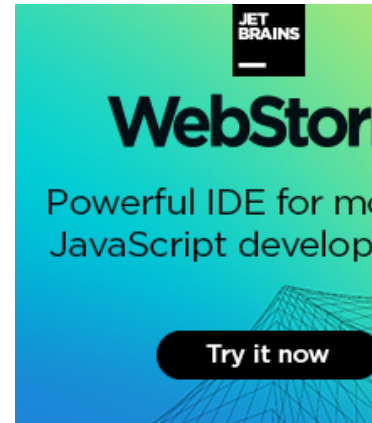 JET
BRAINS
WebStor
Powerful IDE for mo
JavaScript develop
Try it now